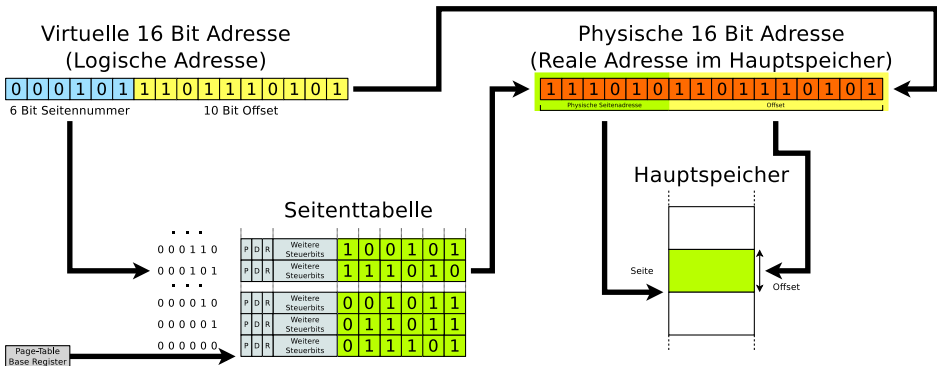 Virtuelle 16 Bit Adresse
(Logische Adresse)
0 0 0 1 0 1 1 1 0 1 1 1 0 1 0 1
6 Bit Seitennummer 10 Bit Offset
Physische 16 Bit Adresse
(Reale Adresse im Hauptspeicher)
1 1 1 0 1 0 1 1 0 1 1 1 0 1 0 1
Physische Seitenadresse Offset
Hauptspeicher
Seite
Offset
Seitenttabelle
. . .
0 0 0 1 1 0 P D R Weitere Steuerbits 1 0 0 1 0 1
0 0 0 1 0 1 P D R Weitere Steuerbits 1 1 1 0 1 0
. . .
0 0 0 0 1 0 P D R Weitere Steuerbits 0 0 1 0 1 1
0 0 0 0 0 1 P D R Weitere Steuerbits 0 1 1 0 1 1
0 0 0 0 0 0 P D R Weitere Steuerbits 0 1 1 1 0 1
Page-Table
Base Register